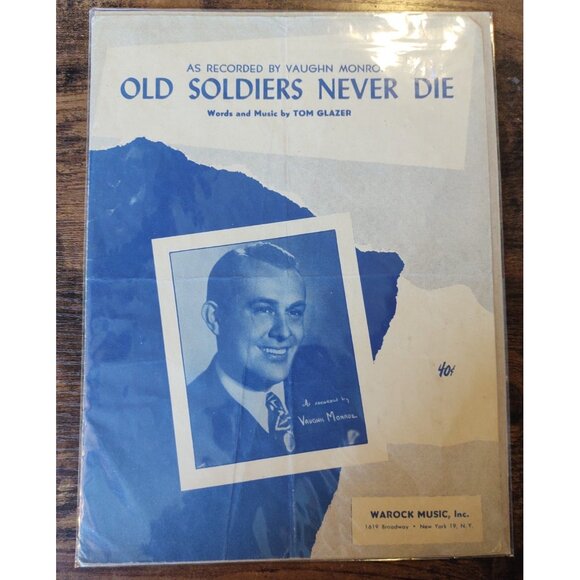 AS RECORDED BY VAUGHN MONRO
OLD SOLDIERS NEVER DIE
Words and Music by TOM GLAZER
40¢
As recorded by
VAUGHN MONROE
WAROCK MUSIC, Inc.
1619 Broadway • New York 19, N. Y.